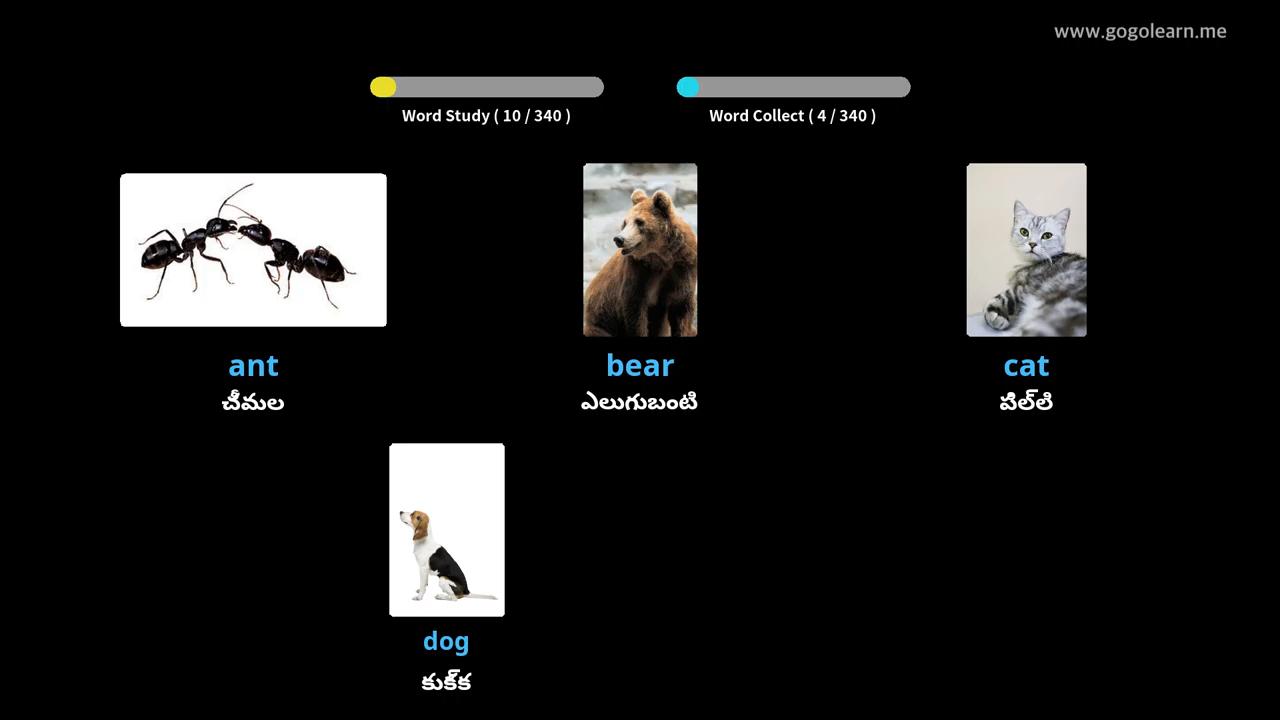 www.gogolearn.me
Word Study ( 10 / 340 )
Word Collect ( 4 / 340 )
ant
చీమల
bear
ఎలుగుబంటి
cat
పిల్లి
dog
కుక్క